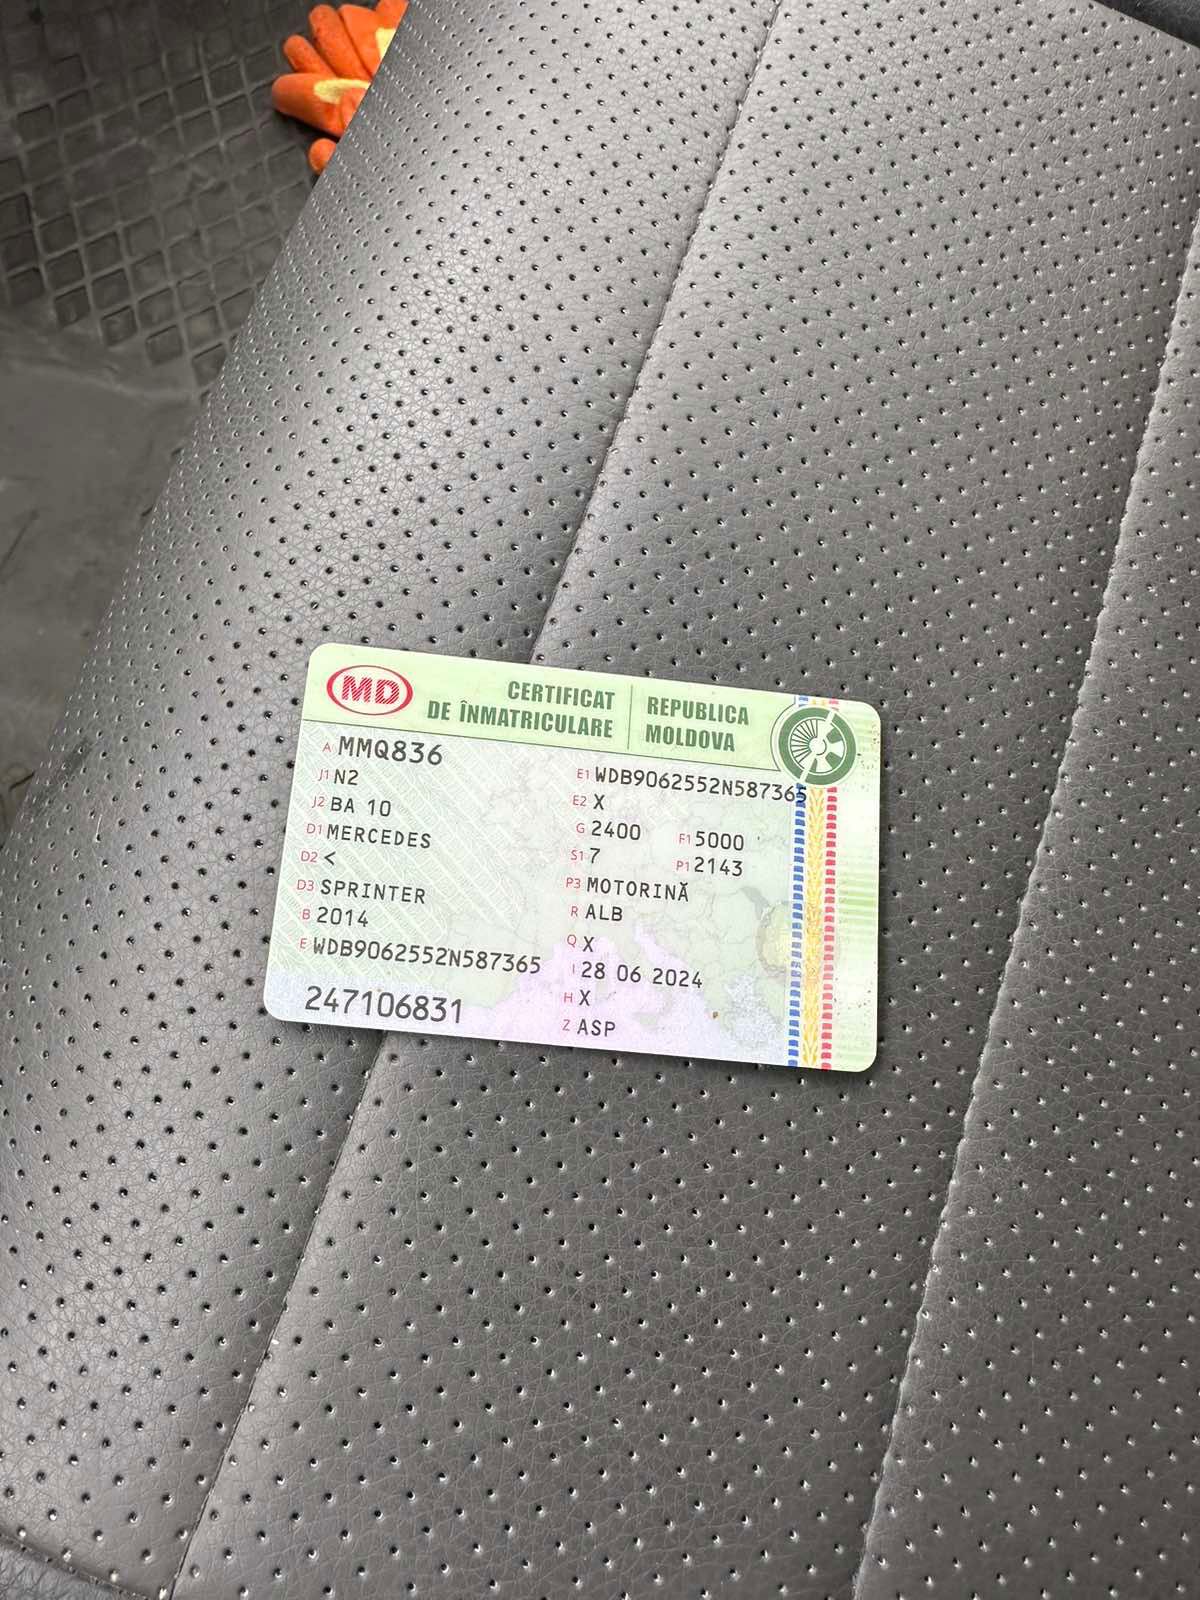 MD
CERTIFICAT
DE ÎNMATRICULARE
REPUBLICA
MOLDOVA
A MMQ836
J1 N2
J2 BA 10
D1 MERCEDES
D2 <
D3 SPRINTER
B 2014
E WDB9062552N587365
247106831
E1 WDB9062552N587365
E2 X
G 2400 F1 5000
S1 7 P1 2143
P3 MOTORINĂ
R ALB
Q X
I 28 06 2024
H X
Z ASP